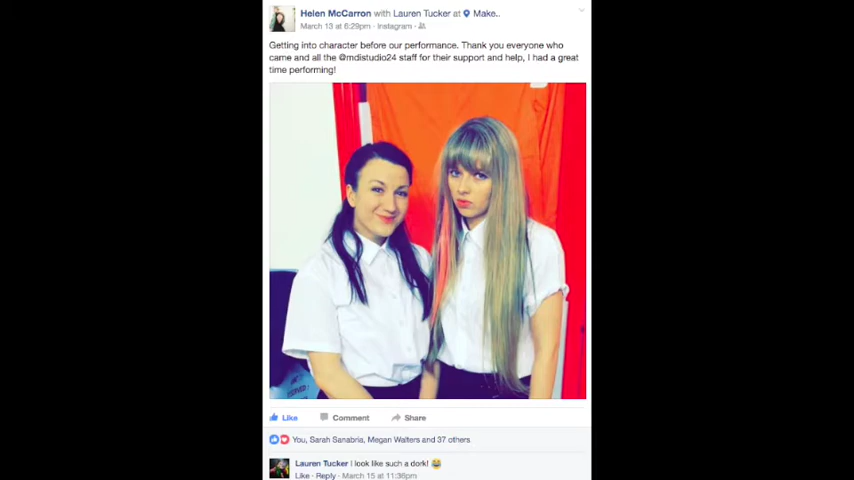 Helen McCarron with Lauren Tucker at Make..
March 13 at 6:29pm · Instagram ·
Getting into character before our performance. Thank you everyone who
came and all the @mdistudio24 staff for their support and help, I had a great
time performing!
Like Comment Share
You, Sarah Sanabria, Megan Walters and 37 others
Lauren Tucker I look like such a dork! 😂
Like · Reply · March 15 at 11:36pm